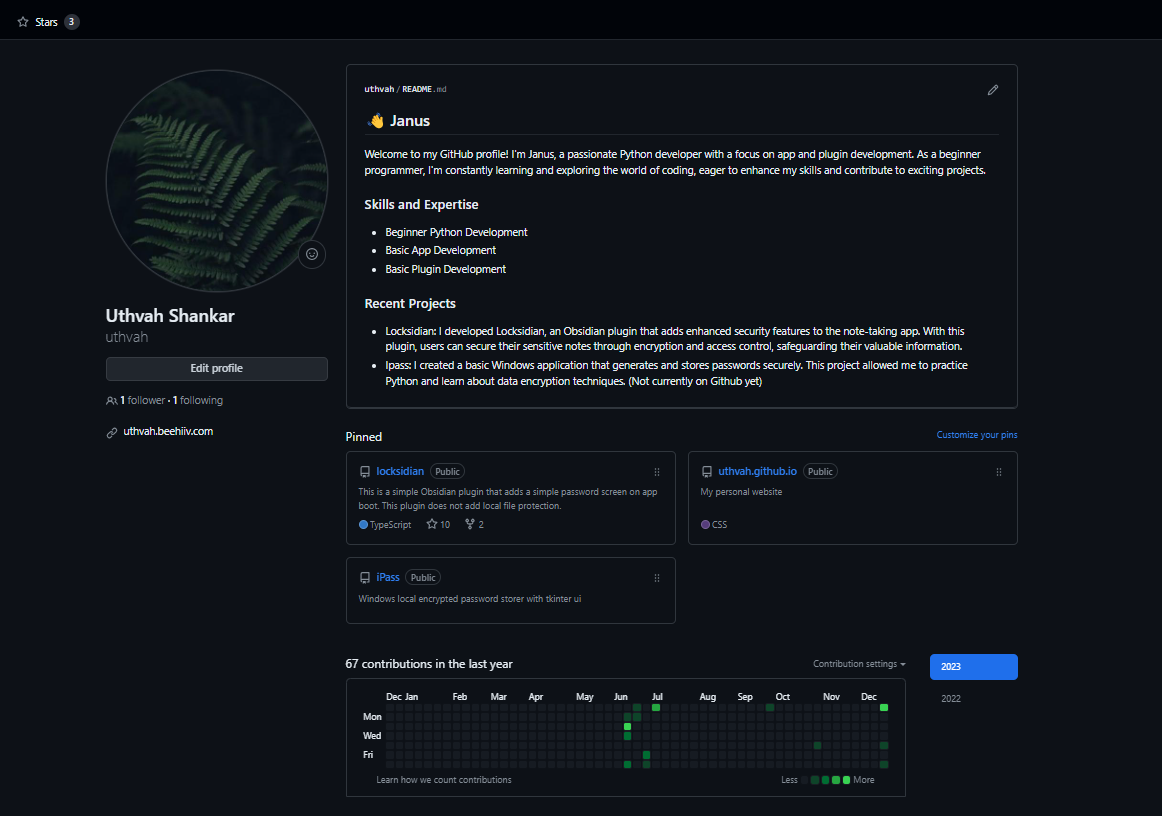 Stars 3
uthvah/README.md
👋 Janus
Welcome to my GitHub profile! I'm Janus, a passionate Python developer with a focus on app and plugin development. As a beginner
programmer, I'm constantly learning and exploring the world of coding, eager to enhance my skills and contribute to exciting projects.
Skills and Expertise
• Beginner Python Development
• Basic App Development
• Basic Plugin Development
Recent Projects
• Locksidian: I developed Locksidian, an Obsidian plugin that adds enhanced security features to the note-taking app. With this
plugin, users can secure their sensitive notes through encryption and access control, safeguarding their valuable information.
• Ipass: I created a basic Windows application that generates and stores passwords securely. This project allowed me to practice
Python and learn about data encryption techniques. (Not currently on Github yet)
Uthvah Shankar
uthvah
Edit profile
1 follower · 1 following
uthvah.beehiiv.com
Pinned
Customize your pins
locksidian Public
This is a simple Obsidian plugin that adds a simple password screen on app
boot. This plugin does not add local file protection.
TypeScript 10 2
uthvah.github.io Public
My personal website
CSS
iPass Public
Windows local encrypted password storer with tkinter ui
67 contributions in the last year
Contribution settings
2023
2022
Dec Jan Feb Mar Apr May Jun Jul Aug Sep Oct Nov Dec
Mon
Wed
Fri
Learn how we count contributions
Less More